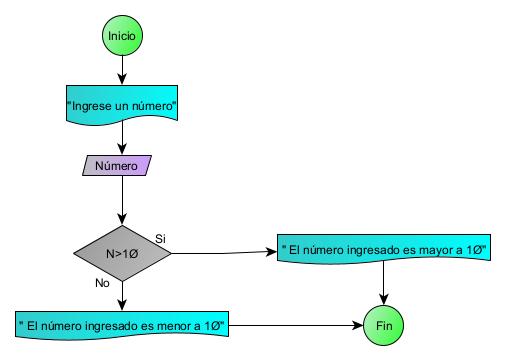 Inicio
"Ingrese un número"
Número
N>1Ø
Si
No
" El número ingresado es mayor a 1Ø"
" El número ingresado es menor a 1Ø"
Fin